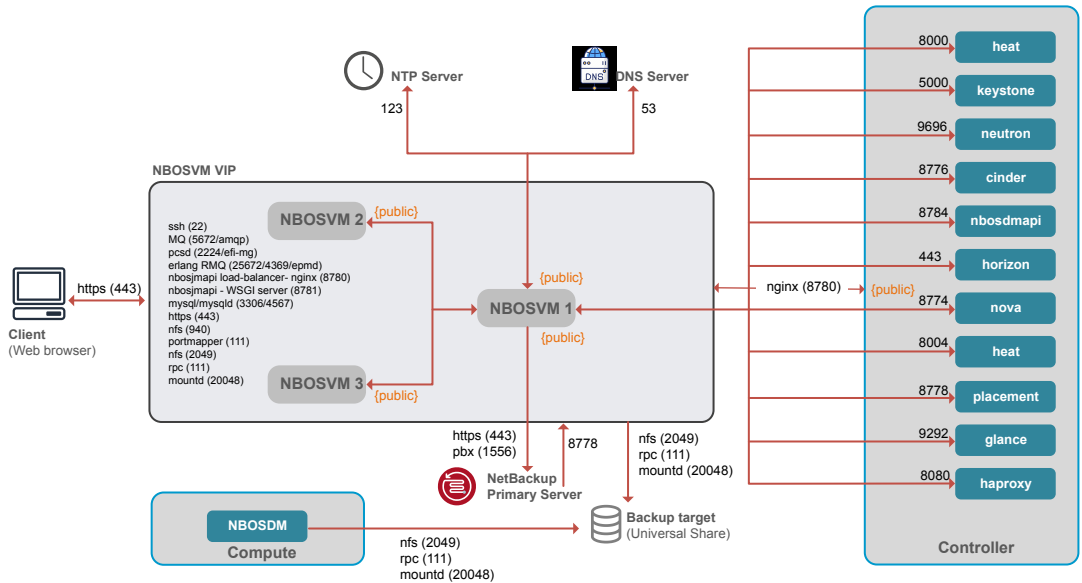 NTP Server
DNS
DNS Server
123
53
NBOSVM VIP
NBOSVM 2
{public}
ssh (22)
MQ (5672/amqp)
pcsd (2224/efi-mg)
erlang RMQ (25672/4369/epmd)
nbosjmapi load-balancer- nginx (8780)
nbosjmapi - WSGI server (8781)
mysql/mysqld (3306/4567)
https (443)
nfs (940)
portmapper (111)
nfs (2049)
rpc (111)
mountd (20048)
https (443)
Client
(Web browser)
{public}
NBOSVM 1
{public}
NBOSVM 3
{public}
nginx (8780)
{public}
8000
heat
5000
keystone
9696
neutron
8776
cinder
8784
nbosdmapi
443
horizon
8774
nova
8004
heat
8778
placement
9292
glance
8080
haproxy
Controller
https (443)
pbx (1556)
8778
nfs (2049)
rpc (111)
mountd (20048)
NetBackup
Primary Server
Backup target
(Universal Share)
NBOSDM
Compute
nfs (2049)
rpc (111)
mountd (20048)